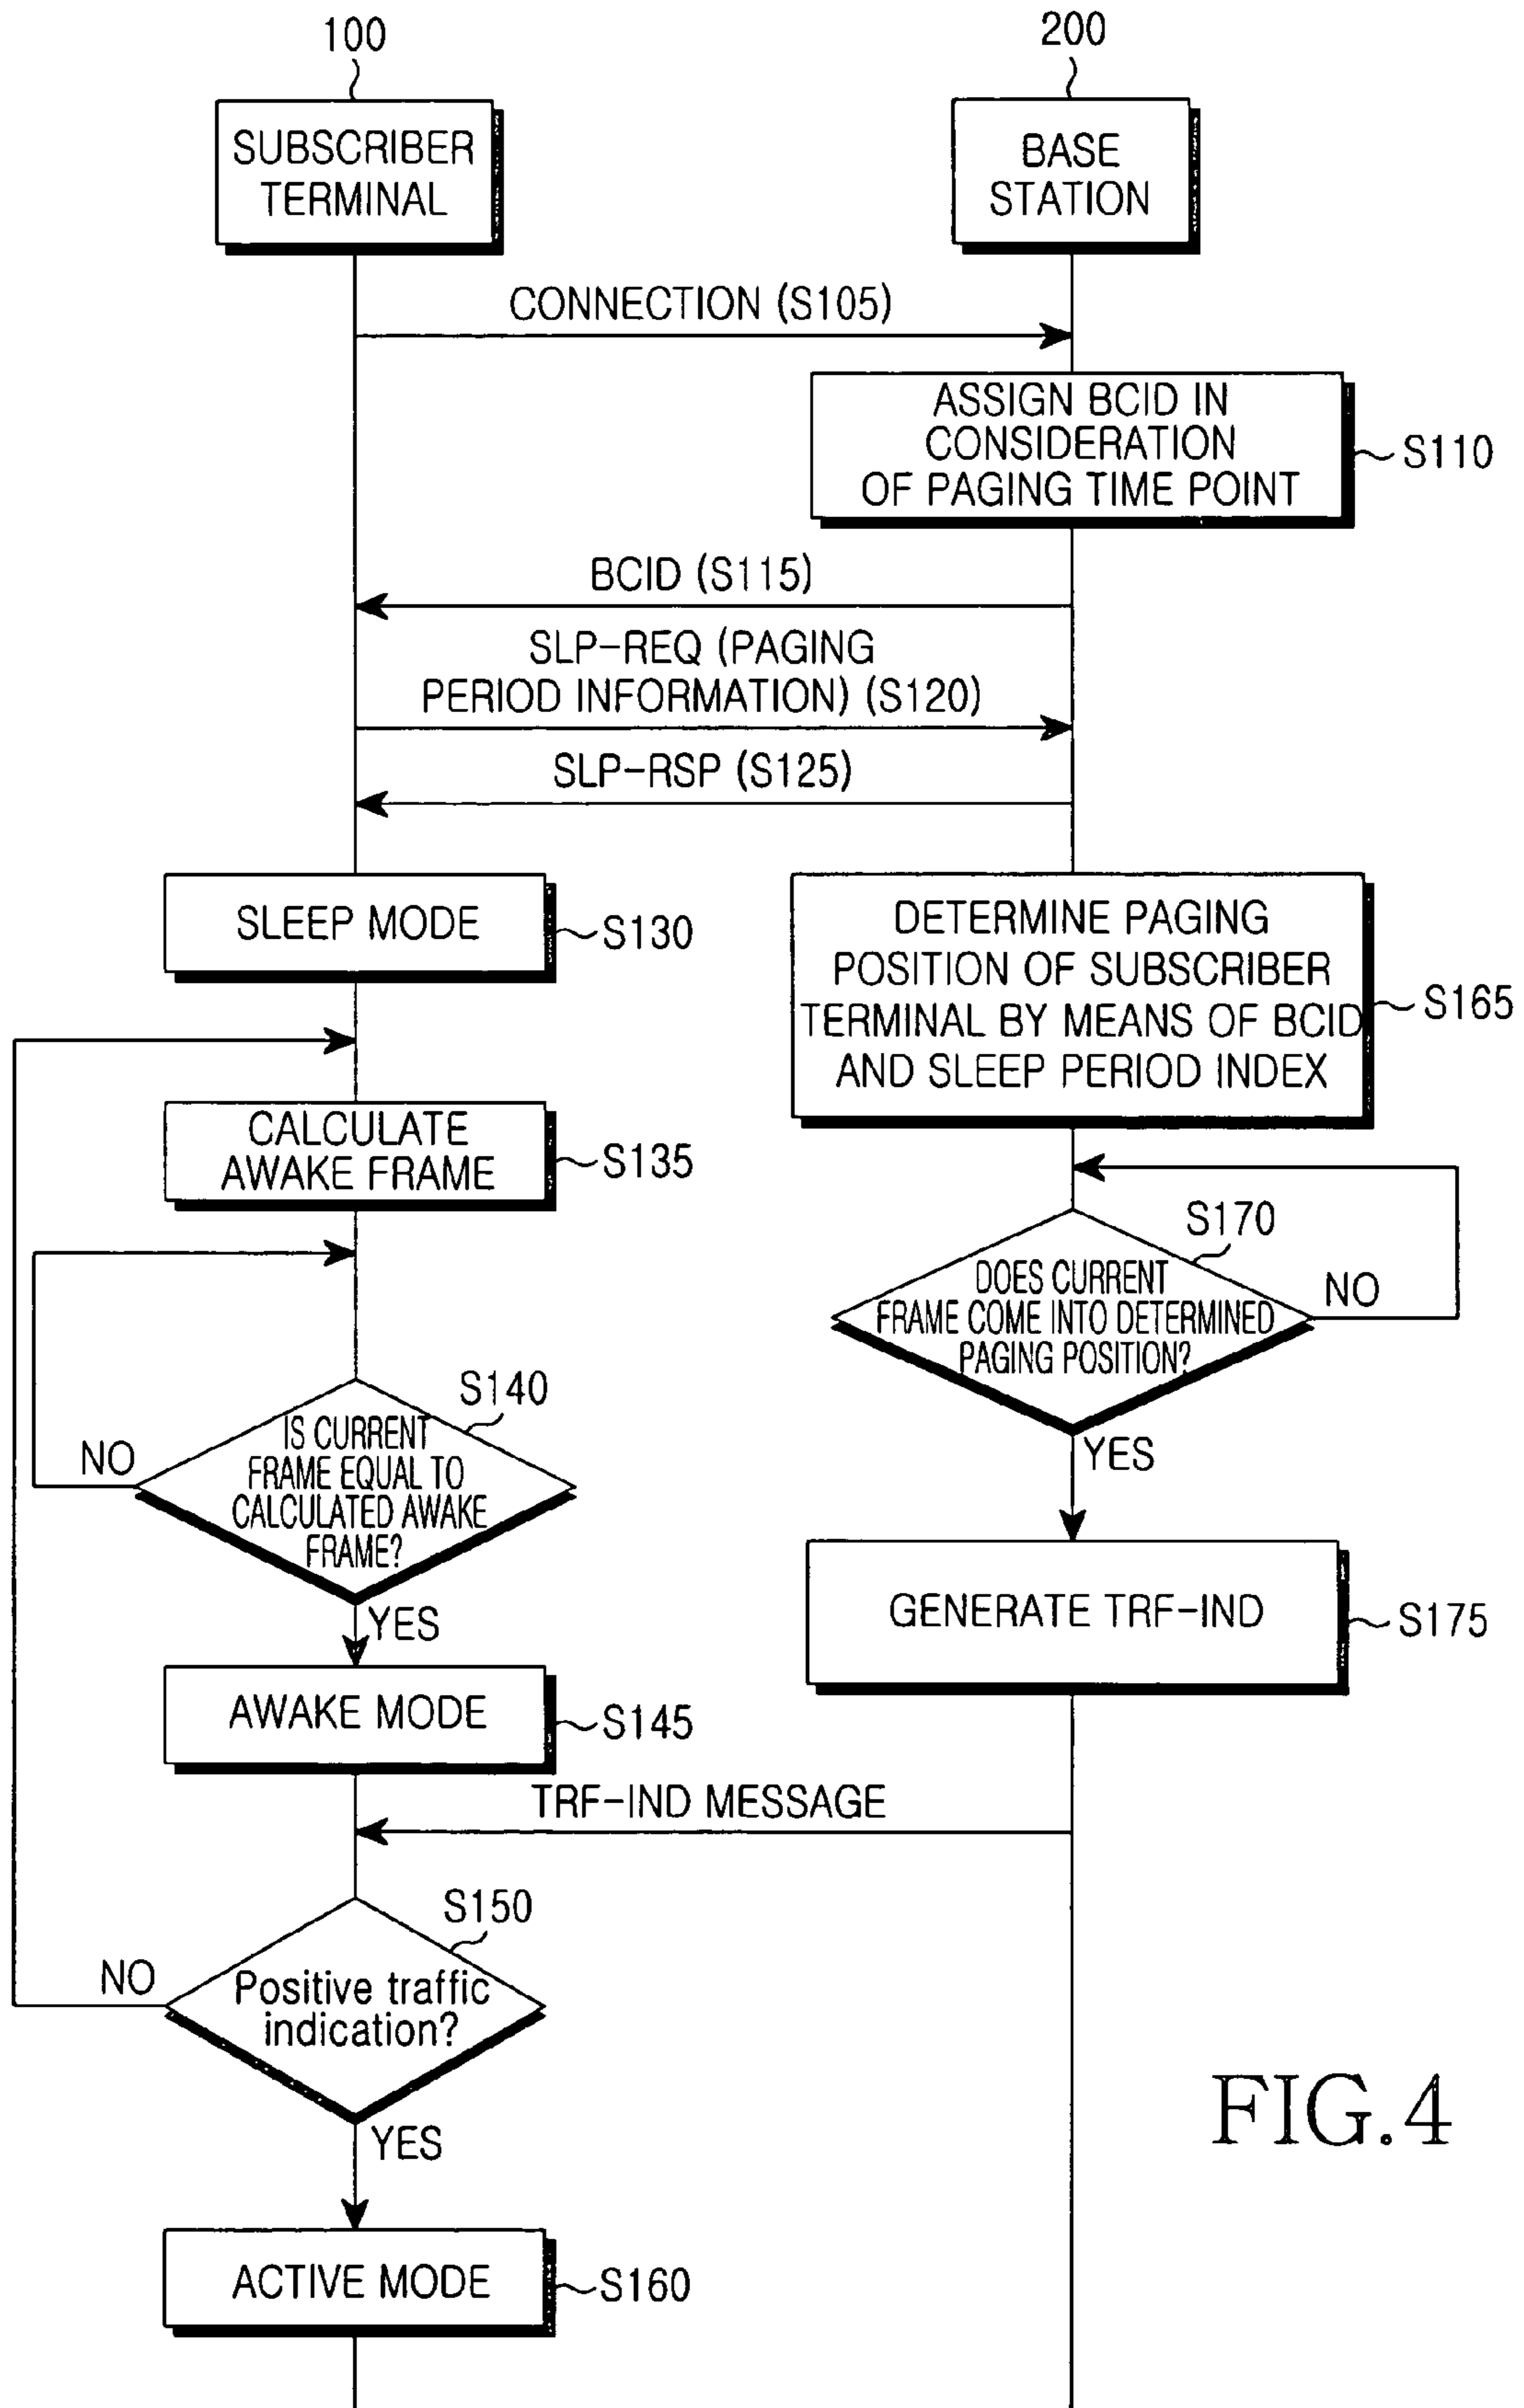 100
200
SUBSCRIBER
TERMINAL
BASE
STATION
CONNECTION (S105)
ASSIGN BCID IN
CONSIDERATION
OF PAGING TIME POINT
S110
BCID (S115)
SLP-REQ (PAGING
PERIOD INFORMATION) (S120)
SLP-RSP (S125)
SLEEP MODE
S130
DETERMINE PAGING
POSITION OF SUBSCRIBER
TERMINAL BY MEANS OF BCID
AND SLEEP PERIOD INDEX
S165
CALCULATE
AWAKE FRAME
S135
S170
DOES CURRENT
FRAME COME INTO DETERMINED
PAGING POSITION?
NO
YES
S140
IS CURRENT
FRAME EQUAL TO
CALCULATED AWAKE
FRAME?
NO
YES
GENERATE TRF-IND
S175
AWAKE MODE
S145
TRF-IND MESSAGE
S150
Positive traffic
indication?
NO
YES
ACTIVE MODE
S160
FIG.4